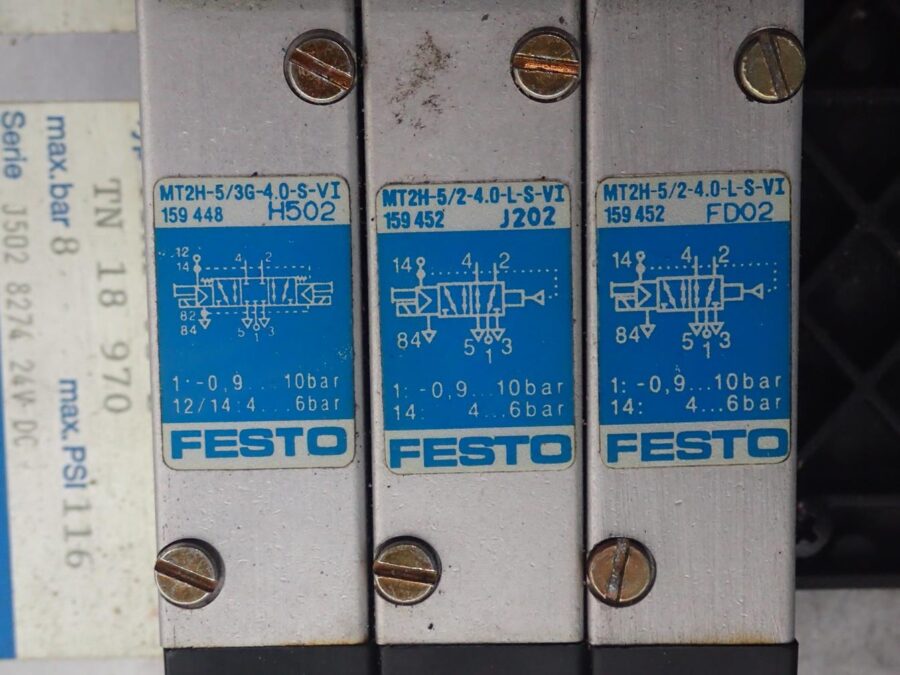 TN 18 970
max.bar 8 max.PSI 116
Serie J502 8274 24V DC
MT2H-5/3G-4.0-S-VI
159 448 H502
12
14
4 2
82
84
5 1 3
1: -0,9 ... 10bar
12/14: 4 ... 6bar
FESTO
MT2H-5/2-4.0-L-S-VI
159 452 J202
14
4 2
84
5 1 3
1: -0,9 ... 10bar
14: 4 ... 6bar
FESTO
MT2H-5/2-4.0-L-S-VI
159 452 FD02
14
4 2
84
5 1 3
1: -0,9 ... 10bar
14: 4 ... 6bar
FESTO